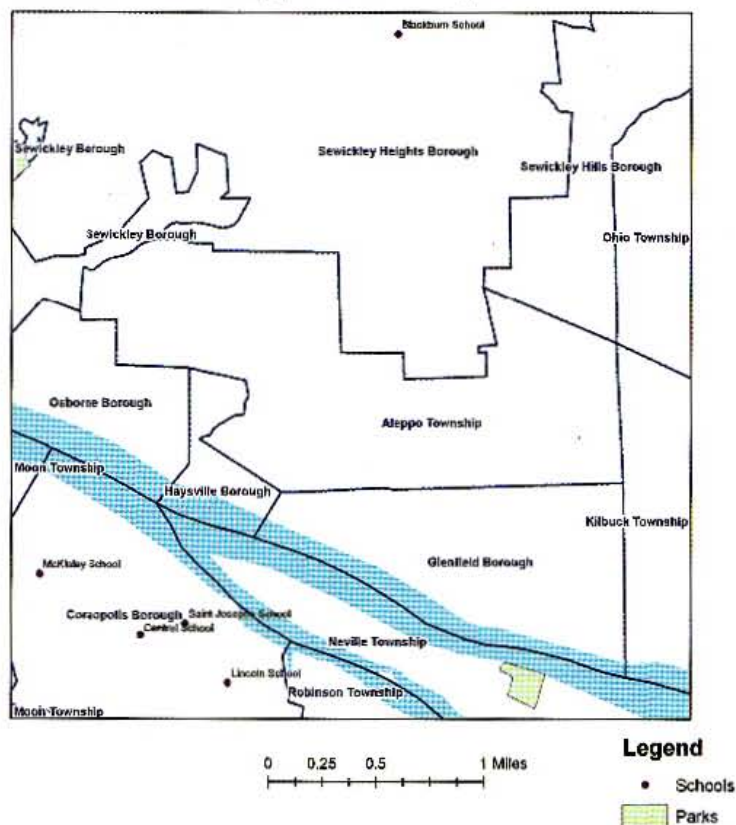 Blackburn School
Sewickley Borough
Sewickley Heights Borough
Sewickley Hills Borough
Sewickley Borough
Ohio Township
Osborne Borough
Aleppo Township
Moon Township
Haysville Borough
Kilbuck Township
McKinley School
Glenfield Borough
Coraopolis Borough
Saint Josephs School
Central School
Neville Township
Lincoln School
Robinson Township
Moon Township
Legend
0 0.25 0.5 1 Miles
Schools
Parks